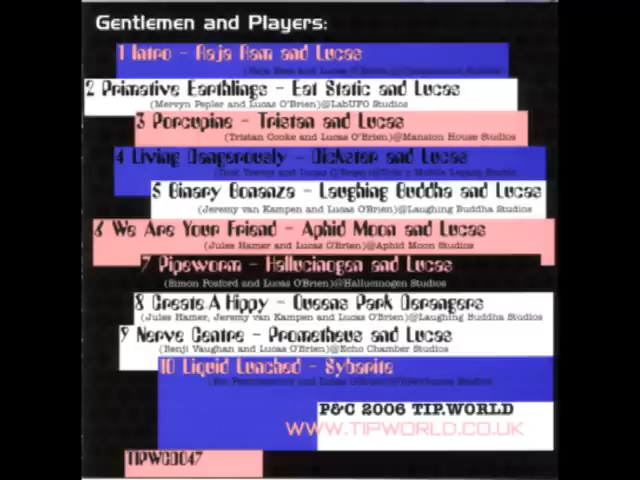 Gentlemen and Players:
1 Intro - Raja Ram and Lucas
2 Primative Earthlings - Eat Static and Lucas
(Mervyn Pepler and Lucas O'Brien)@LabUFO Studios
3 Porcupine - Tristan and Lucas
(Tristan Cooke and Lucas O'Brien)@Mansion House Studios
4 Living Dangerously - Dickster and Lucas
5 Binary Bonanza - Laughing Buddha and Lucas
(Jeremy van Kampen and Lucas O'Brien)@Laughing Buddha Studios
6 We Are Your Friend - Aphid Moon and Lucas
(Jules Hamer and Lucas O'Brien)@Aphid Moon Studios
7 Pipeworm - Hallucinogen and Lucas
(Simon Posford and Lucas O'Brien)@Hallucinogen Studios
8 Create A Hippy - Queens Park Derangers
(Jules Hamer, Jeremy van Kampen and Lucas O'Brien)@Laughing Buddha Studios
9 Nerve Centre - Prometheus and Lucas
(Benji Vaughan and Lucas O'Brien)@Echo Chamber Studios
10 Liquid Lunched - Sybarite
P&C 2006 TIP.WORLD
WWW.TIPWORLD.CO.UK
TIPWCD047